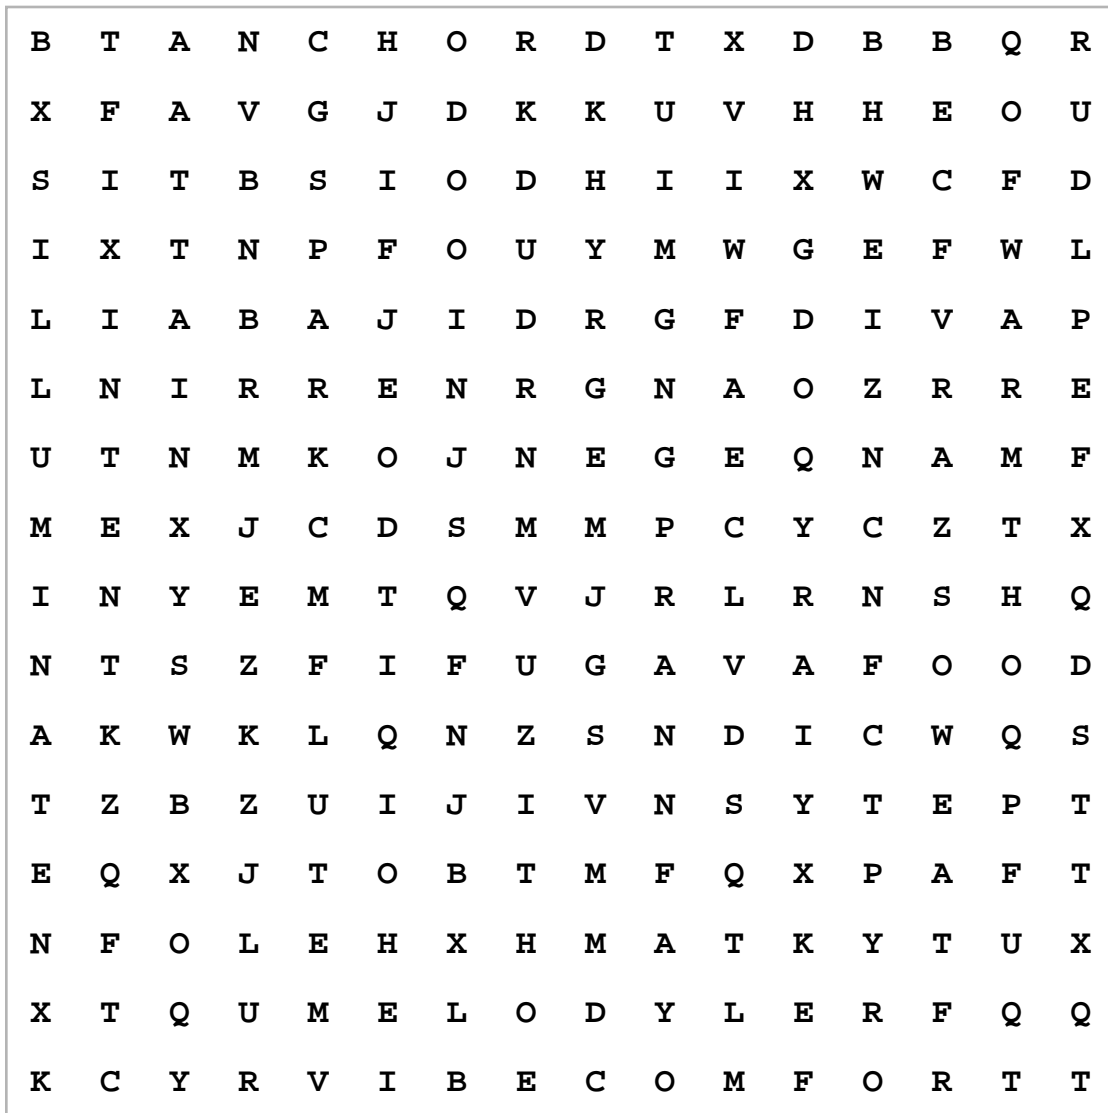 B T A N C H O R D T X D B B Q R
X F A V G J D K K U V H H E O U
S I T B S I O D H I I X W C F D
I X T N P F O U Y M W G E F W L
L I A B A J I D R G F D I V A P
L N I R R E N R G N A O Z R R E
U T N M K O J N E G E Q N A M F
M E X J C D S M M P C Y C Z T X
I N Y E M T Q V J R L R N S H Q
N T S Z F I F U G A V A F O O D
A K W K L Q N Z S N D I C W Q S
T Z B Z U I J I V N S Y T E P T
E Q X J T O B T M F Q X P A F T
N F O L E H X H M A T K Y T U X
X T Q U M E L O D Y L E R F Q Q
K C Y R V I B E C O M F O R T T